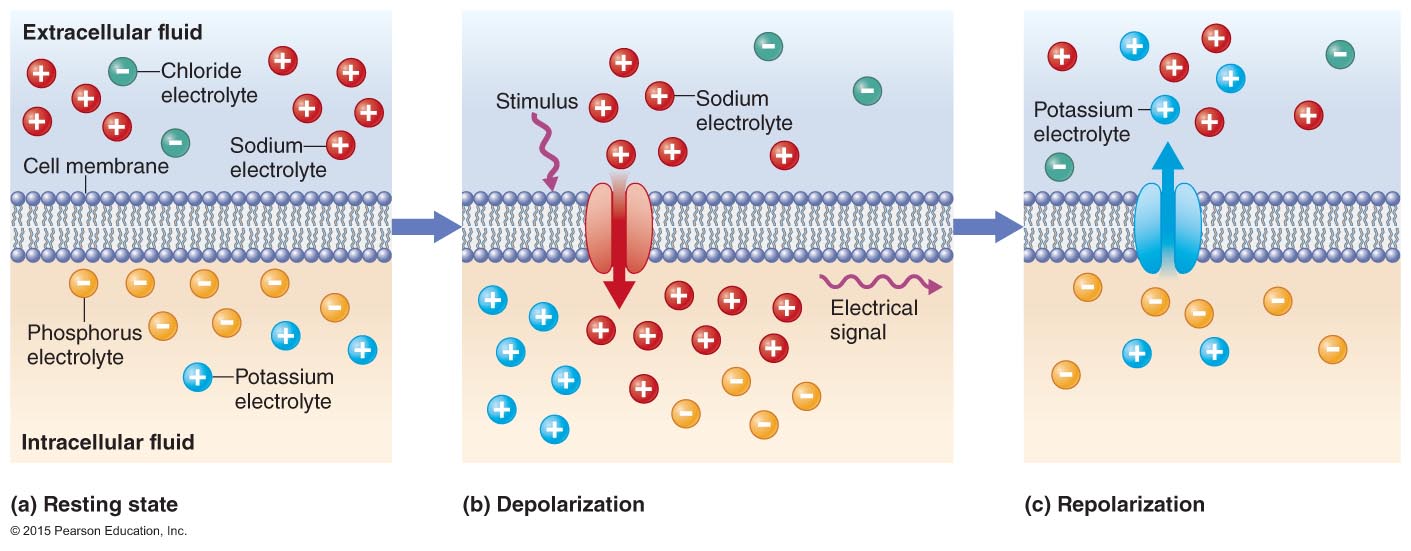 Extracellular fluid
Chloride
electrolyte
Sodium
electrolyte
Cell membrane
Phosphorus
electrolyte
Potassium
electrolyte
Intracellular fluid
(a) Resting state
© 2015 Pearson Education, Inc.
Stimulus
Sodium
electrolyte
Electrical
signal
(b) Depolarization
Potassium
electrolyte
(c) Repolarization